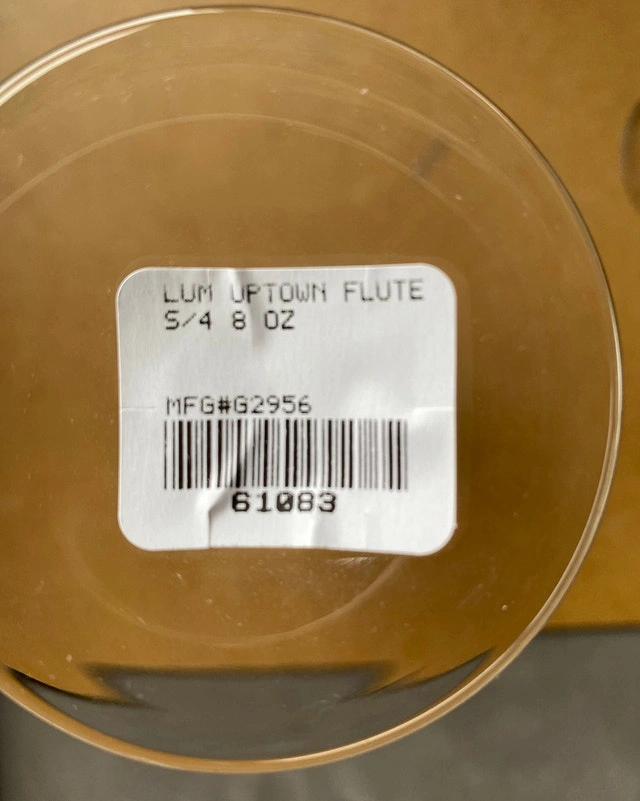 LUM UPTOWN FLUTE
S/4 8 OZ
MFG#G2956
61083